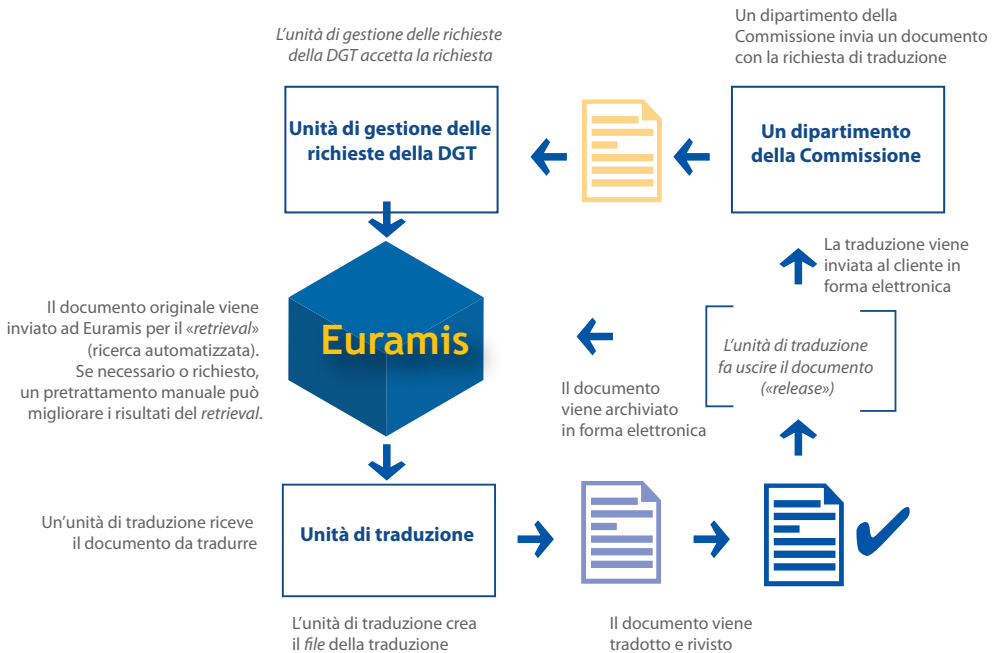 Un dipartimento della
Commissione invia un documento
con la richiesta di traduzione
L'unità di gestione delle richieste
della DGT accetta la richiesta
Unità di gestione delle
richieste della DGT
Un dipartimento
della Commissione
La traduzione viene
inviata al cliente in
forma elettronica
Il documento originale viene
inviato ad Euramis per il «retrieval»
(ricerca automatizzata).
Se necessario o richiesto,
un pretrattamento manuale può
migliorare i risultati del retrieval.
Euramis
L'unità di traduzione
fa uscire il documento
(«release»)
Il documento
viene archiviato
in forma elettronica
Un'unità di traduzione riceve
il documento da tradurre
Unità di traduzione
L'unità di traduzione crea
il file della traduzione
Il documento viene
tradotto e rivisto